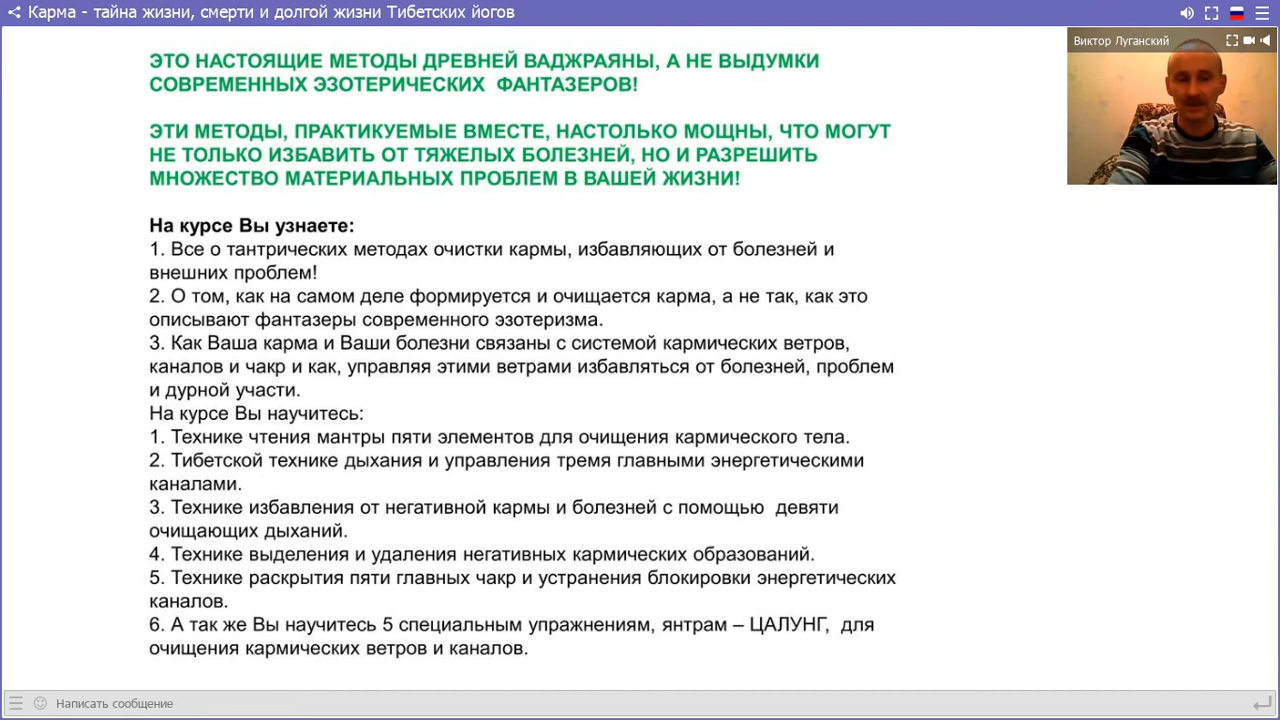 Карма - тайна жизни, смерти и долгой жизни Тибетских йогов
Виктор Луганский
ЭТО НАСТОЯЩИЕ МЕТОДЫ ДРЕВНЕЙ ВАДЖРАЯНЫ, А НЕ ВЫДУМКИ
СОВРЕМЕННЫХ ЭЗОТЕРИЧЕСКИХ  ФАНТАЗЕРОВ!
ЭТИ МЕТОДЫ, ПРАКТИКУЕМЫЕ ВМЕСТЕ, НАСТОЛЬКО МОЩНЫ, ЧТО МОГУТ
НЕ ТОЛЬКО ИЗБАВИТЬ ОТ ТЯЖЕЛЫХ БОЛЕЗНЕЙ, НО И РАЗРЕШИТЬ
МНОЖЕСТВО МАТЕРИАЛЬНЫХ ПРОБЛЕМ В ВАШЕЙ ЖИЗНИ!
На курсе Вы узнаете:
1. Все о тантрических методах очистки кармы, избавляющих от болезней и
внешних проблем!
2. О том, как на самом деле формируется и очищается карма, а не так, как это
описывают фантазеры современного эзотеризма.
3. Как Ваша карма и Ваши болезни связаны с системой кармических ветров,
каналов и чакр и как, управляя этими ветрами избавляться от болезней, проблем
и дурной участи.
На курсе Вы научитесь:
1. Технике чтения мантры пяти элементов для очищения кармического тела.
2. Тибетской технике дыхания и управления тремя главными энергетическими
каналами.
3. Технике избавления от негативной кармы и болезней с помощью  девяти
очищающих дыханий.
4. Технике выделения и удаления негативных кармических образований.
5. Технике раскрытия пяти главных чакр и устранения блокировки энергетических
каналов.
6. А так же Вы научитесь 5 специальным упражнениям, янтрам – ЦАЛУНГ,  для
очищения кармических ветров и каналов.
Написать сообщение